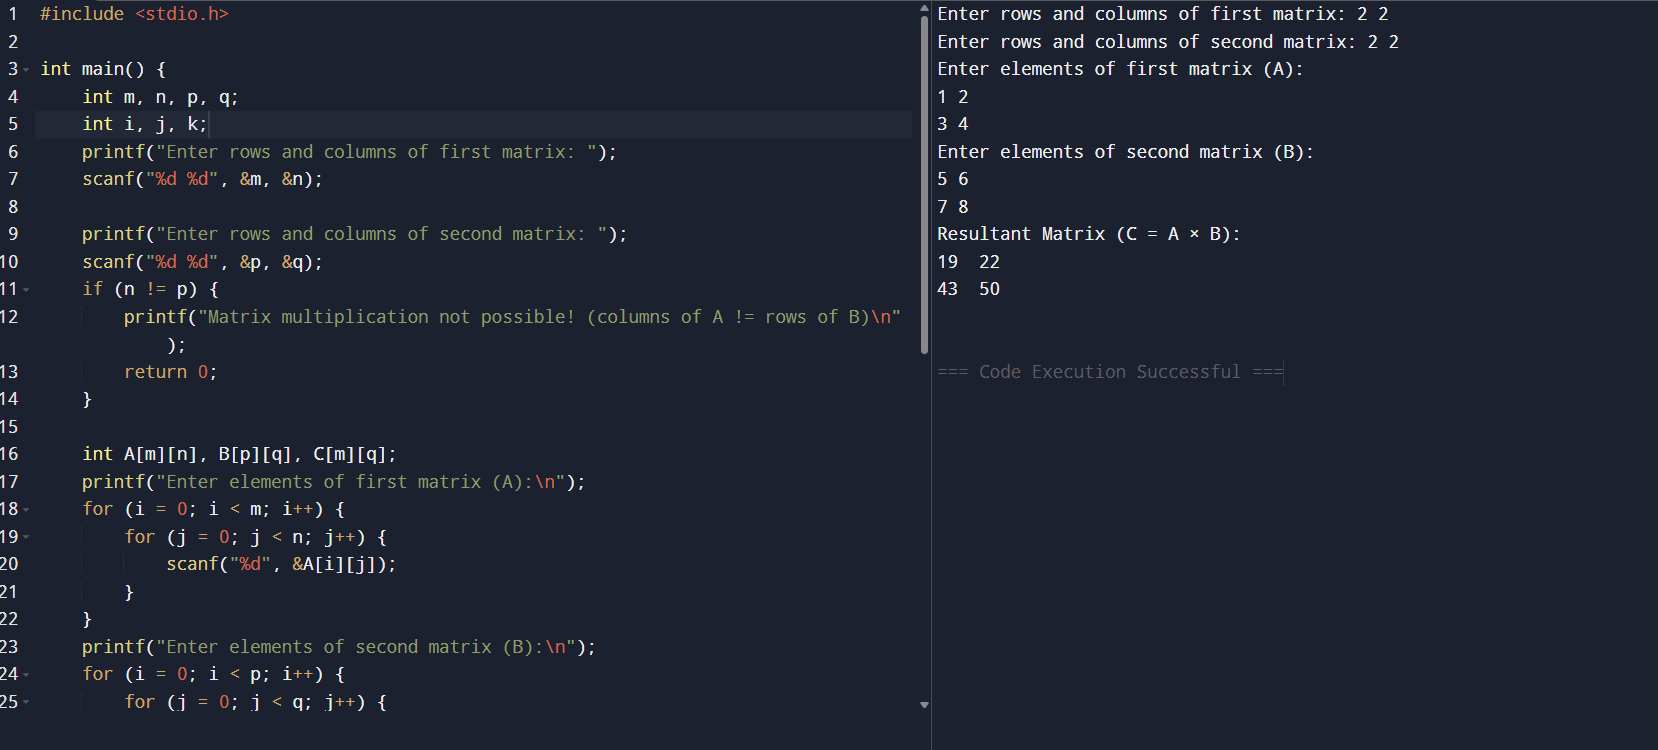 1 #include <stdio.h>
2
3 int main() {
4     int m, n, p, q;
5     int i, j, k;
6     printf("Enter rows and columns of first matrix: ");
7     scanf("%d %d", &m, &n);
8
9     printf("Enter rows and columns of second matrix: ");
10     scanf("%d %d", &p, &q);
11     if (n != p) {
12         printf("Matrix multiplication not possible! (columns of A != rows of B)\n"
            );
13         return 0;
14     }
15
16     int A[m][n], B[p][q], C[m][q];
17     printf("Enter elements of first matrix (A):\n");
18     for (i = 0; i < m; i++) {
19         for (j = 0; j < n; j++) {
20             scanf("%d", &A[i][j]);
21         }
22     }
23     printf("Enter elements of second matrix (B):\n");
24     for (i = 0; i < p; i++) {
25         for (j = 0; j < q; j++) {
Enter rows and columns of first matrix: 2 2
Enter rows and columns of second matrix: 2 2
Enter elements of first matrix (A):
1 2
3 4
Enter elements of second matrix (B):
5 6
7 8
Resultant Matrix (C = A × B):
19  22
43  50
=== Code Execution Successful ===